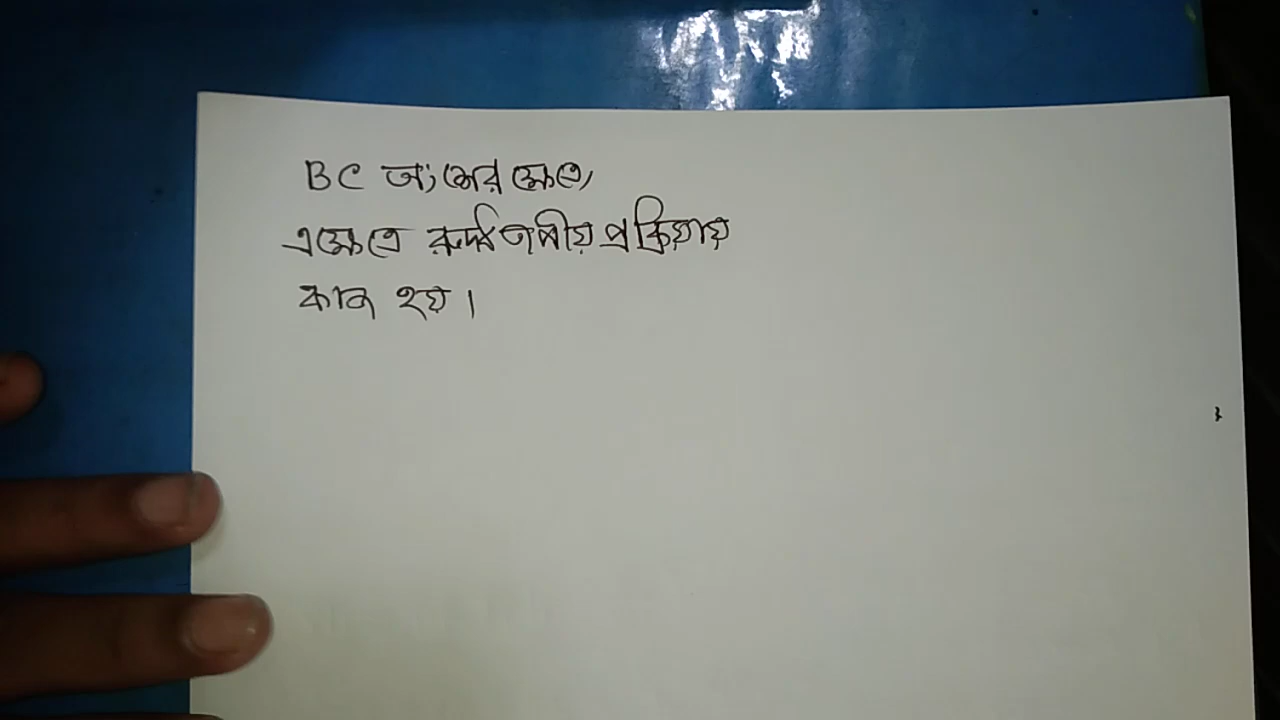 BC অংশের ক্ষেত্রে,
এক্ষেত্রে রুদ্ধতাপীয় প্রক্রিয়ায়
কাজ হয়।